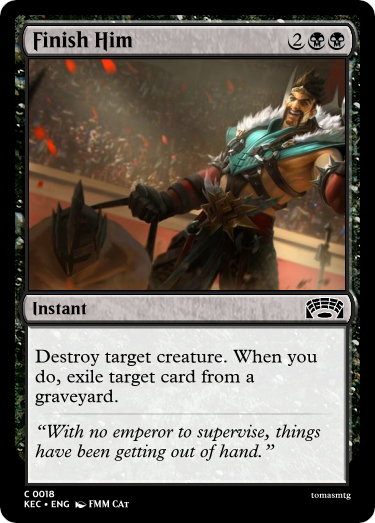 Finish Him 2
Instant
Destroy target creature. When you
do, exile target card from a
graveyard.
“With no emperor to supervise, things
have been getting out of hand.”
C 0018
KEC • ENG FMM CAt
tomasmtg